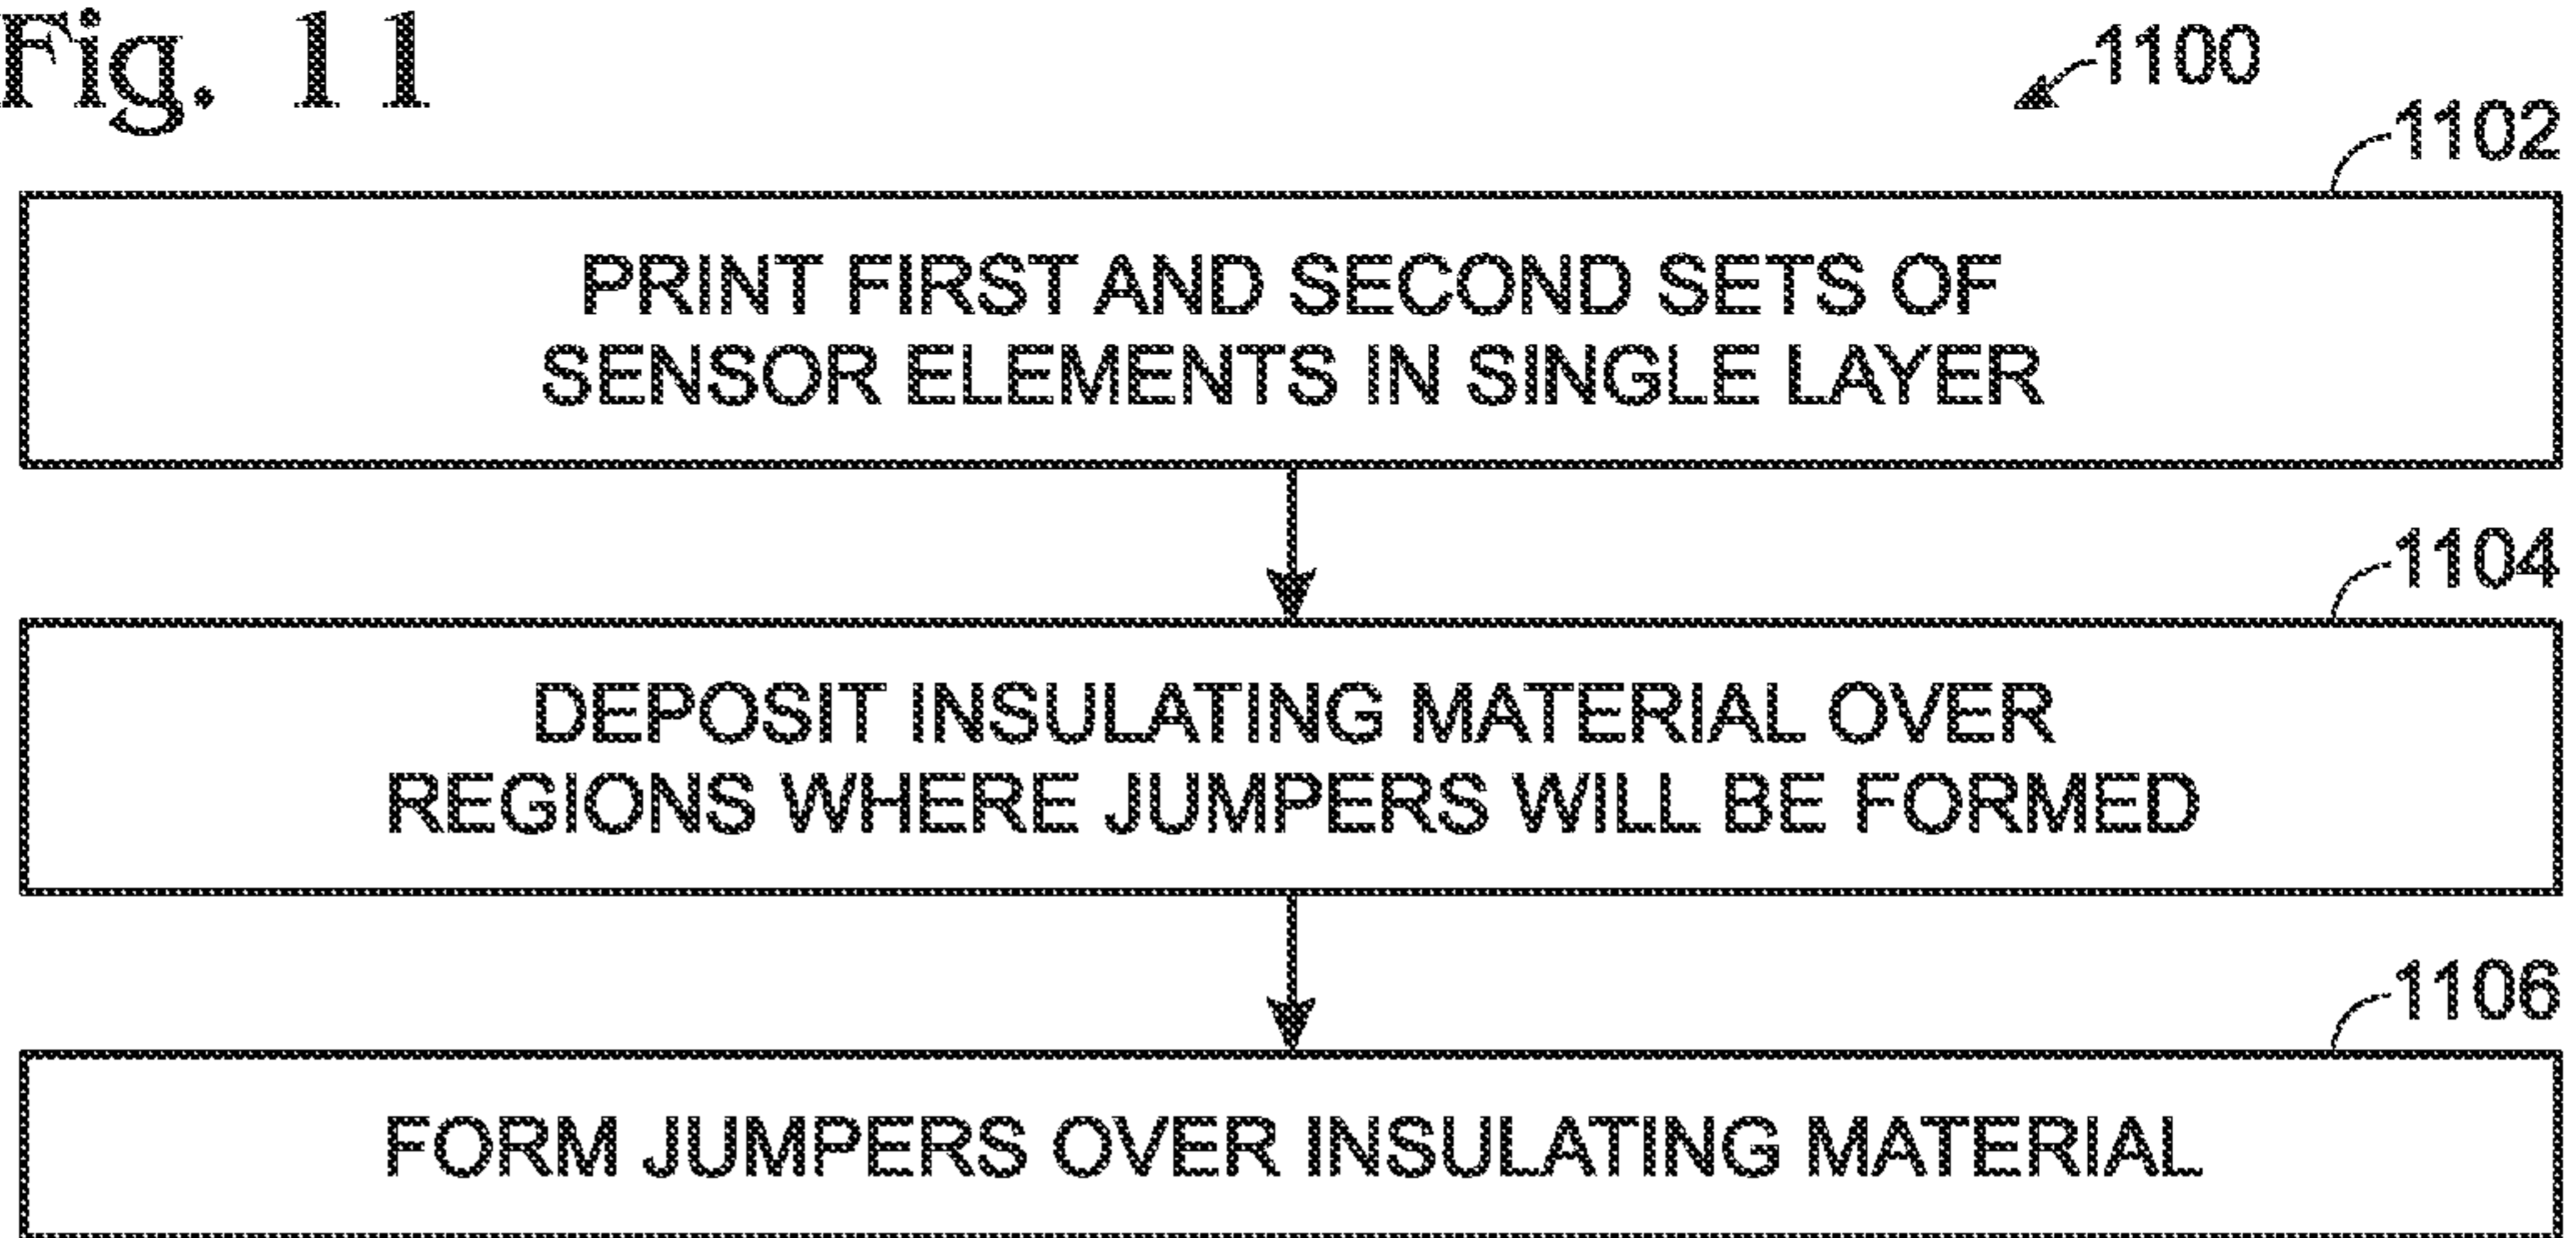 Fig. 11
1100
1102
PRINT FIRST AND SECOND SETS OF
SENSOR ELEMENTS IN SINGLE LAYER
1104
DEPOSIT INSULATING MATERIAL OVER
REGIONS WHERE JUMPERS WILL BE FORMED
1106
FORM JUMPERS OVER INSULATING MATERIAL